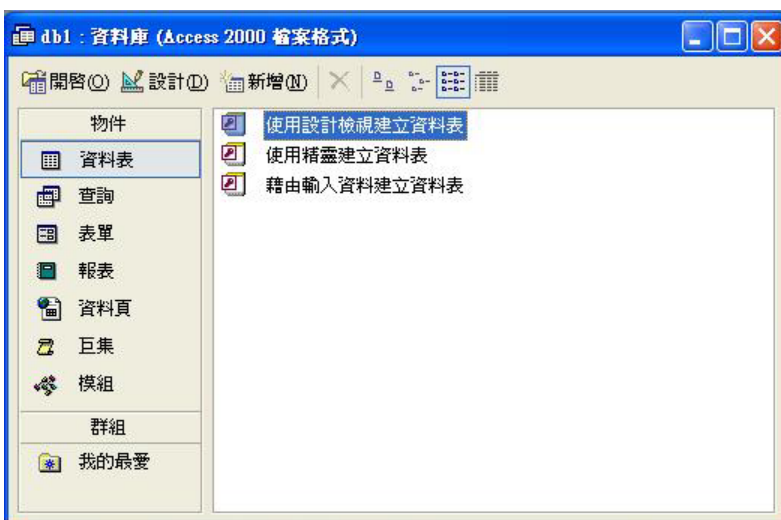 db1 : 資料庫 (Access 2000 檔案格式)
開啓(O) 設計(D) 新增(N)
物件
資料表
查詢
表單
報表
資料頁
巨集
模組
群組
我的最愛
使用設計檢視建立資料表
使用精靈建立資料表
藉由輸入資料建立資料表